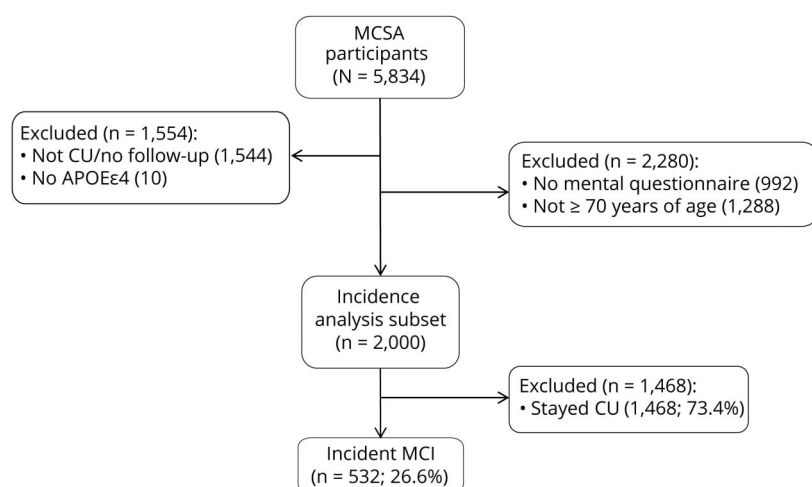 MCSA
participants
(N = 5,834)
Excluded (n = 1,554):
• Not CU/no follow-up (1,544)
• No APOEε4 (10)
Excluded (n = 2,280):
• No mental questionnaire (992)
• Not ≥ 70 years of age (1,288)
Incidence
analysis subset
(n = 2,000)
Excluded (n = 1,468):
• Stayed CU (1,468; 73.4%)
Incident MCI
(n = 532; 26.6%)